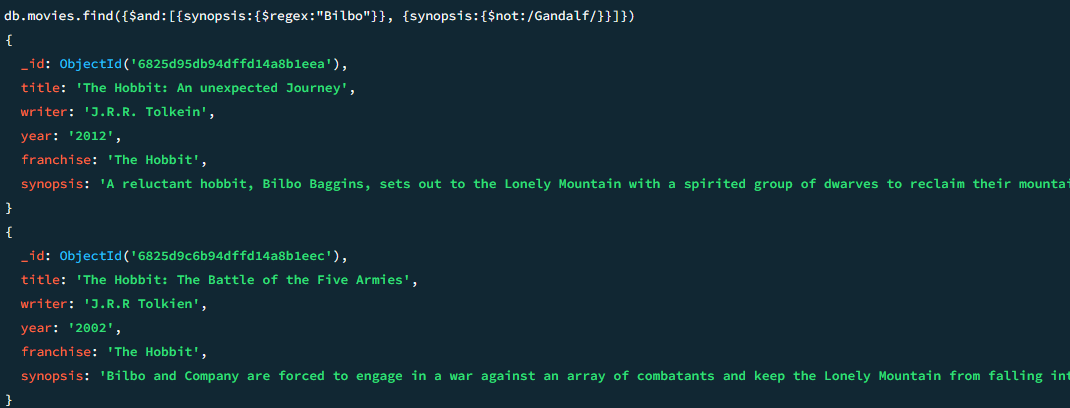 db.movies.find({$and:[{synopsis:{$regex:"Bilbo"}}, {synopsis:{$not:/Gandalf/}}]})
{
  _id: ObjectId('6825d95db94dffd14a8b1eea'),
  title: 'The Hobbit: An unexpected Journey',
  writer: 'J.R.R. Tolkein',
  year: '2012',
  franchise: 'The Hobbit',
  synopsis: 'A reluctant hobbit, Bilbo Baggins, sets out to the Lonely Mountain with a spirited group of dwarves to reclaim their mountai
}
{
  _id: ObjectId('6825d9c6b94dffd14a8b1eec'),
  title: 'The Hobbit: The Battle of the Five Armies',
  writer: 'J.R.R Tolkien',
  year: '2002',
  franchise: 'The Hobbit',
  synopsis: 'Bilbo and Company are forced to engage in a war against an array of combatants and keep the Lonely Mountain from falling int
}